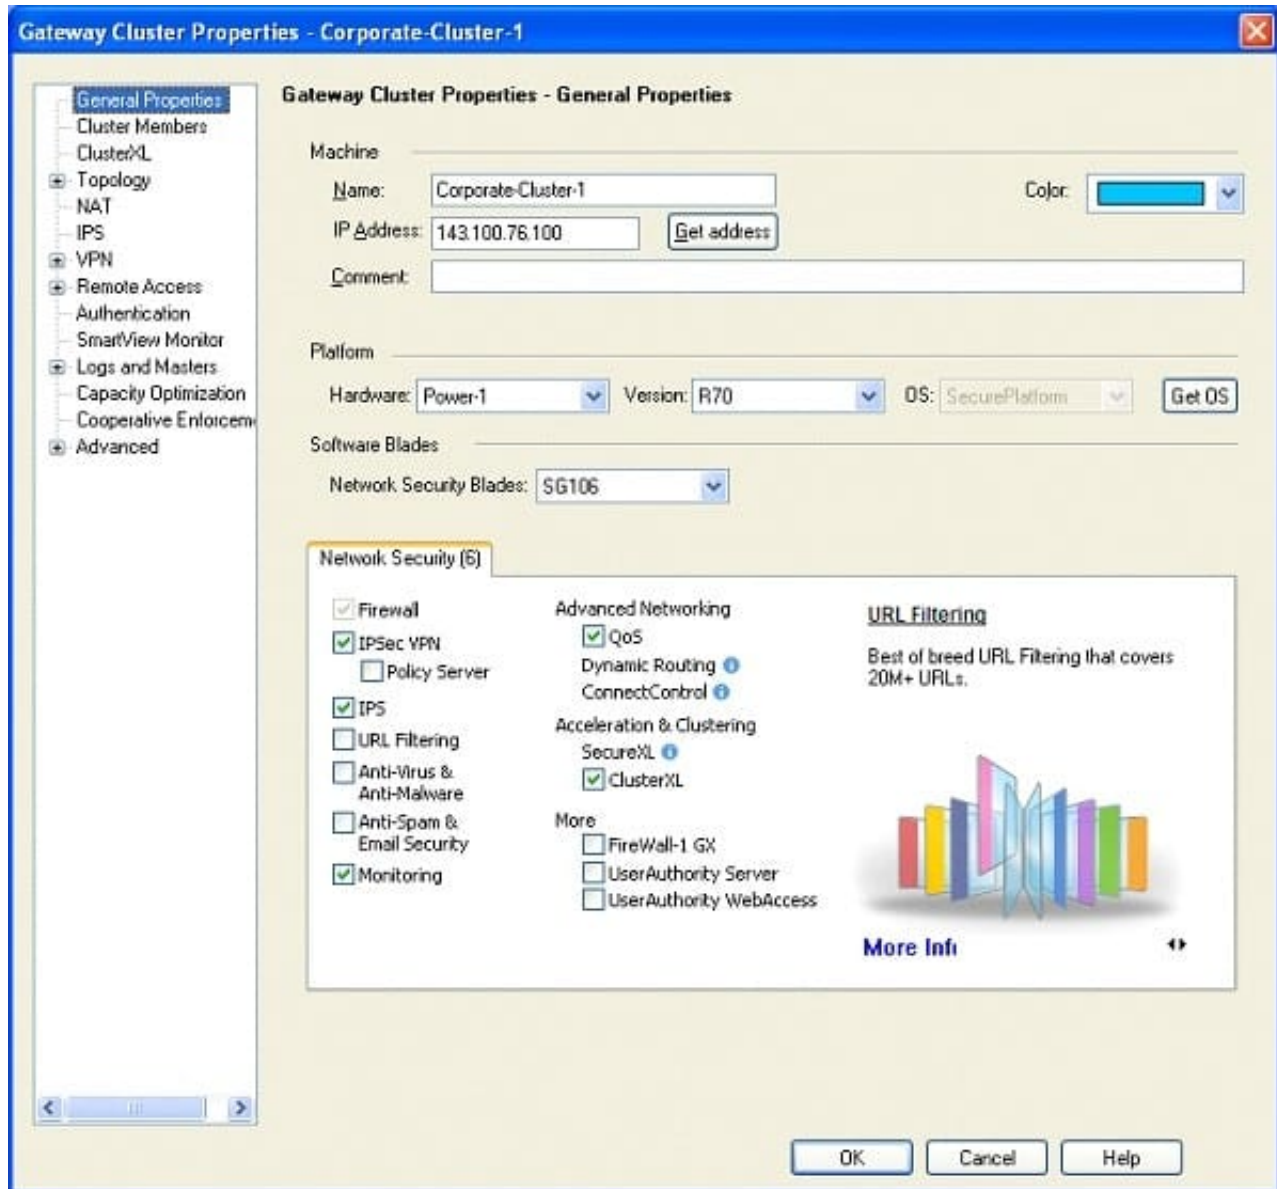 Gateway Cluster Properties - Corporate-Cluster-1
General Properties
Cluster Members
ClusterXL
Topology
NAT
IPS
VPN
Remote Access
Authentication
SmartView Monitor
Logs and Masters
Capacity Optimization
Cooperative Enforcem
Advanced
Gateway Cluster Properties - General Properties
Machine
Name: Corporate-Cluster-1 Color:
IP Address: 143.100.76.100 Get address
Comment:
Platform
Hardware: Power-1 Version: R70 OS: SecurePlatform Get OS
Software Blades
Network Security Blades: SG106
Network Security (6)
Firewall
IPSec VPN
Policy Server
IPS
URL Filtering
Anti-Virus &
Anti-Malware
Anti-Spam &
Email Security
Monitoring
Advanced Networking
QoS
Dynamic Routing
ConnectControl
Acceleration & Clustering
SecureXL
ClusterXL
More
FireWall-1 GX
UserAuthority Server
UserAuthority WebAccess
URL Filtering
Best of breed URL Filtering that covers
20M+ URLs.
More Inf
OK Cancel Help